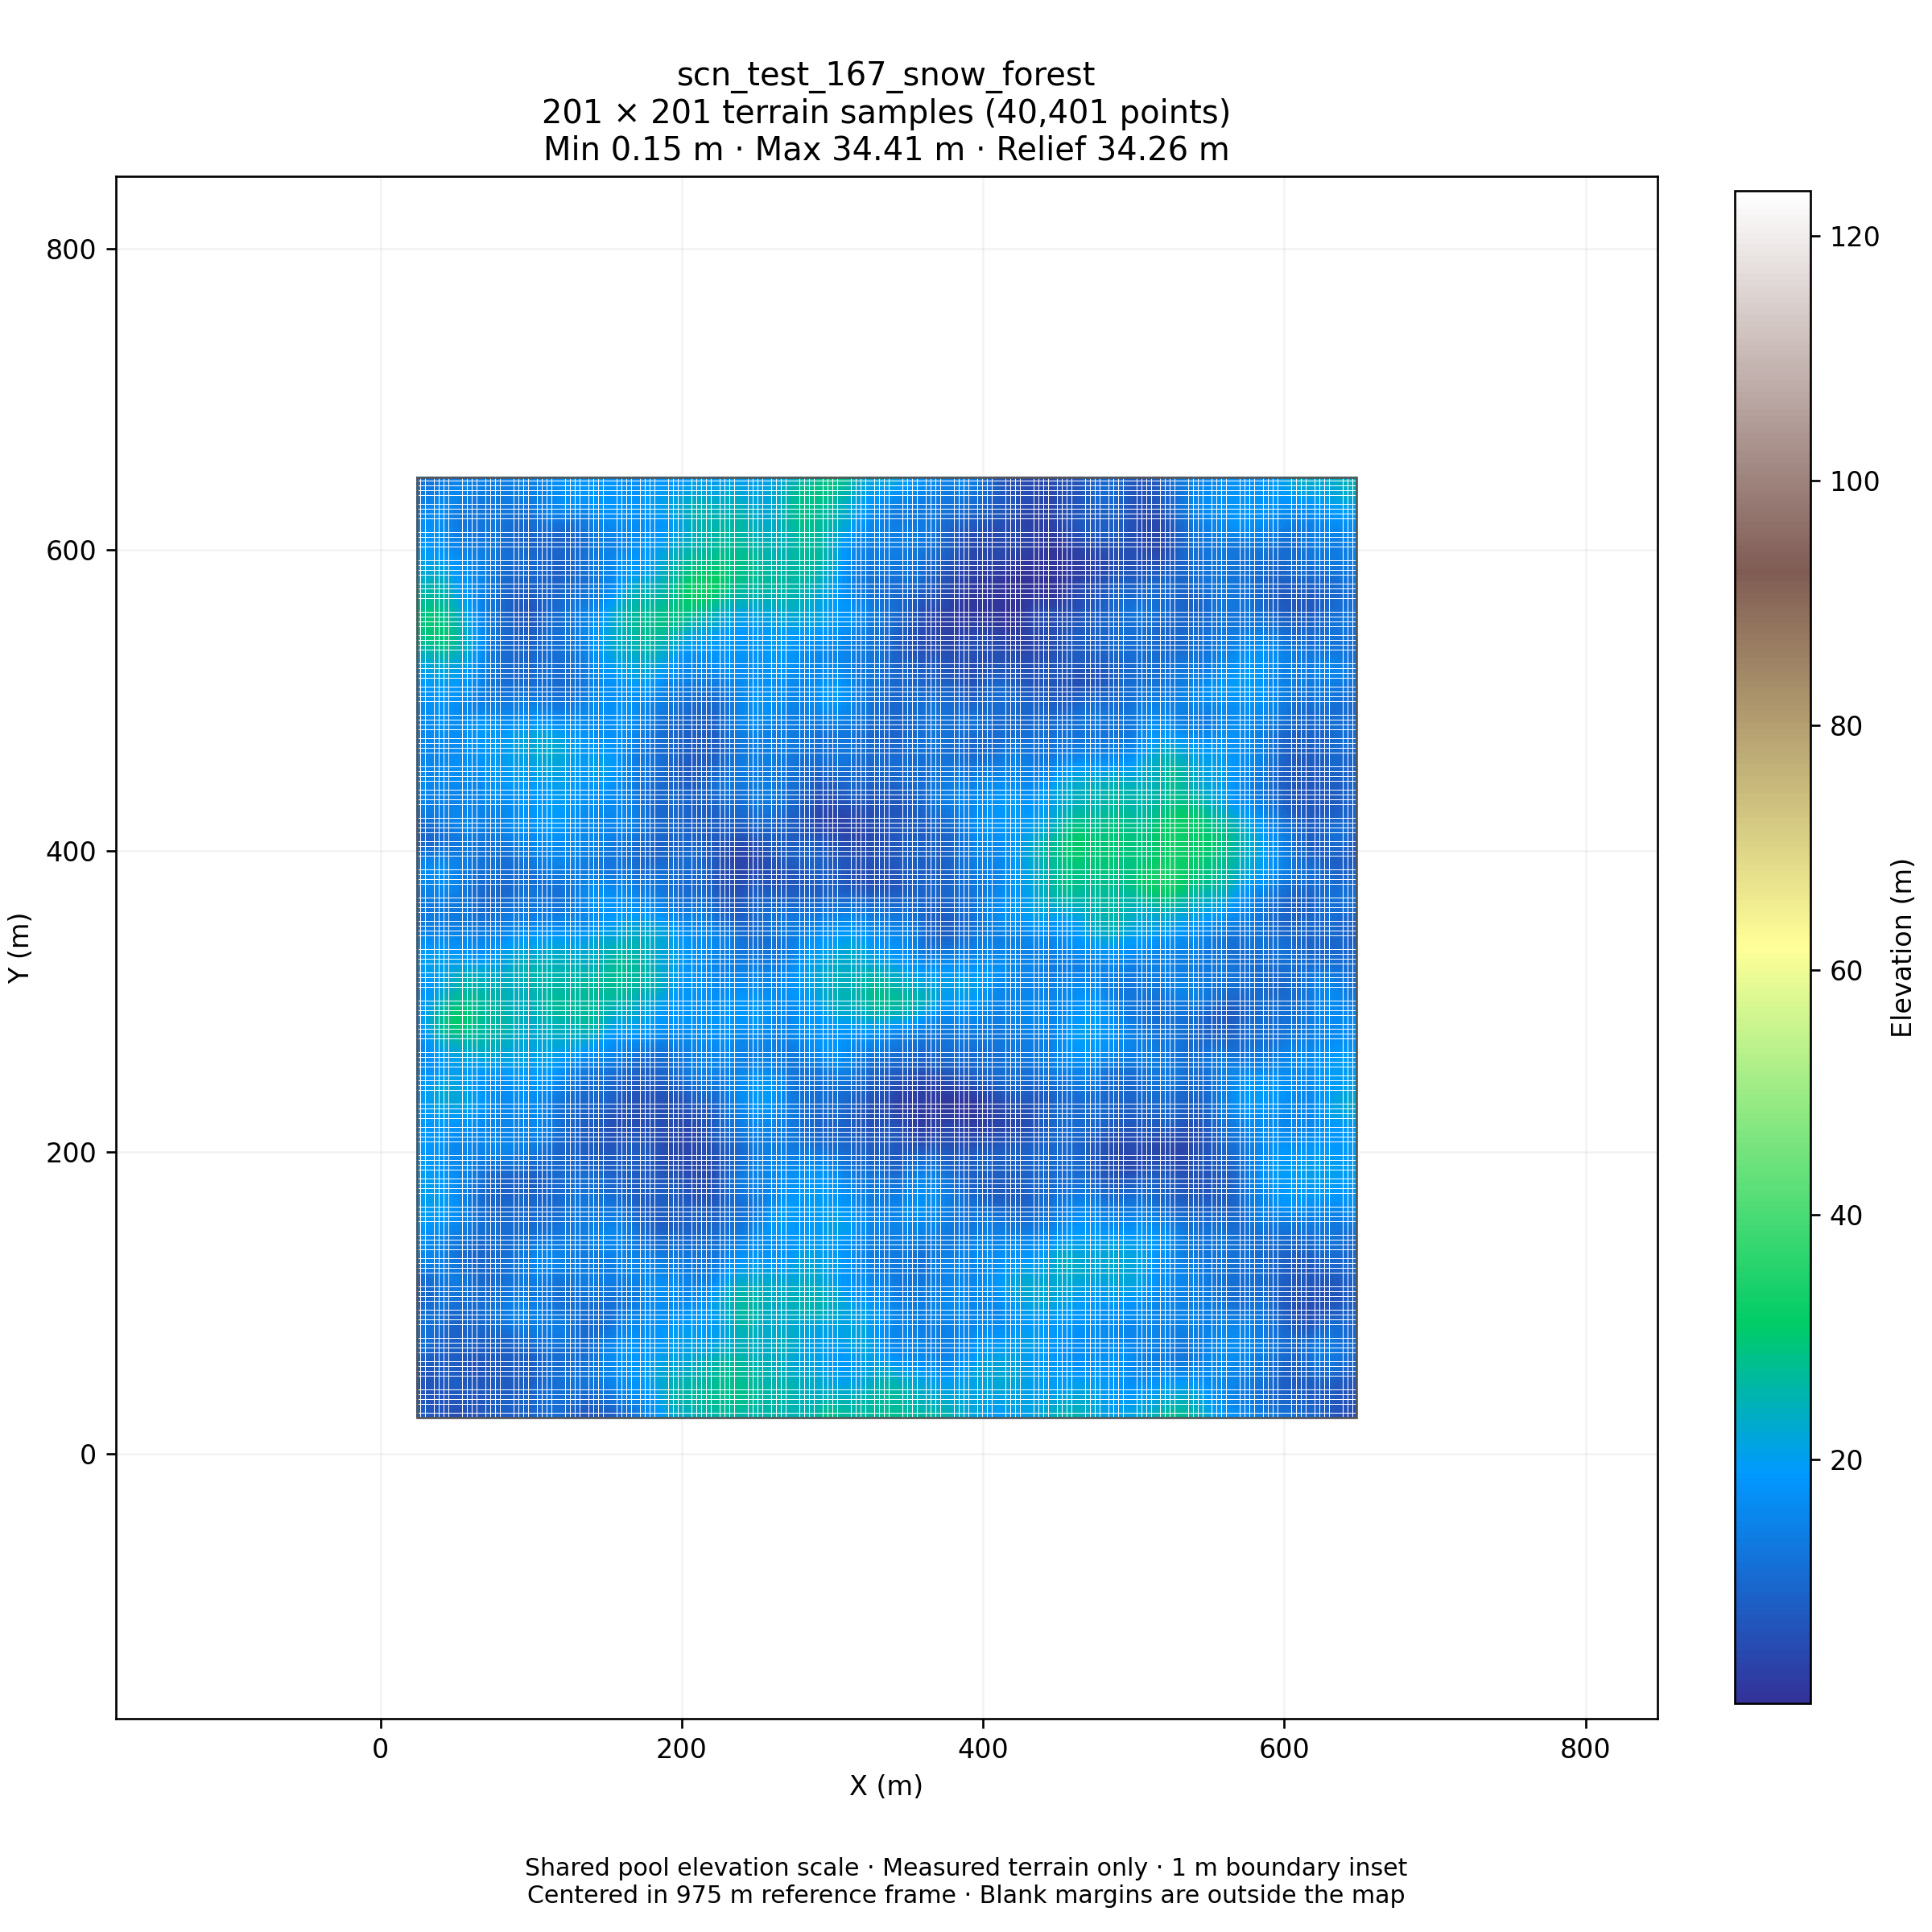 scn_test_167_snow_forest
201 × 201 terrain samples (40,401 points)
Min 0.15 m · Max 34.41 m · Relief 34.26 m
800
600
400
200
0
Y (m)
0
200
400
600
800
X (m)
120
100
80
60
40
20
Elevation (m)
Shared pool elevation scale · Measured terrain only · 1 m boundary inset
Centered in 975 m reference frame · Blank margins are outside the map